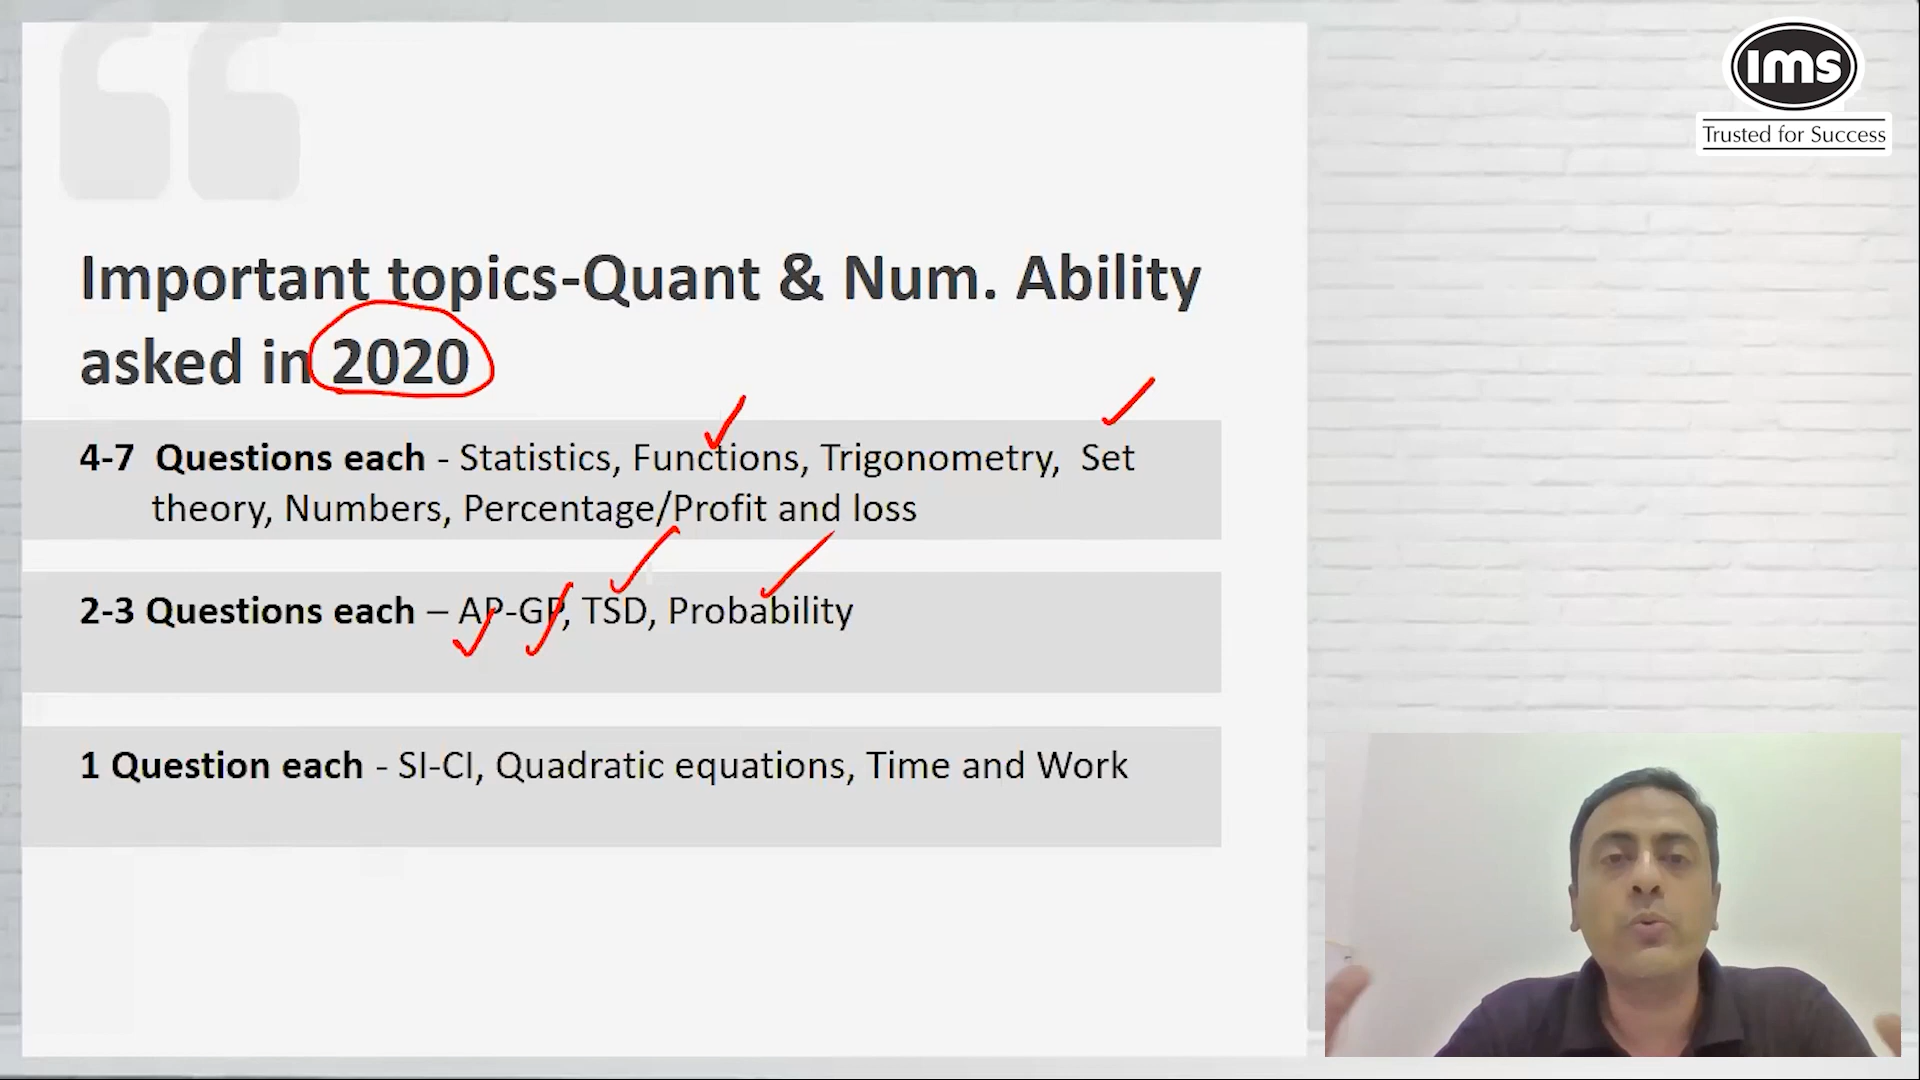 ims
Trusted for Success
Important topics-Quant & Num. Ability
asked in 2020
4-7 Questions each - Statistics, Functions, Trigonometry, Set
theory, Numbers, Percentage/Profit and loss
2-3 Questions each – AP-GP, TSD, Probability
1 Question each - SI-CI, Quadratic equations, Time and Work